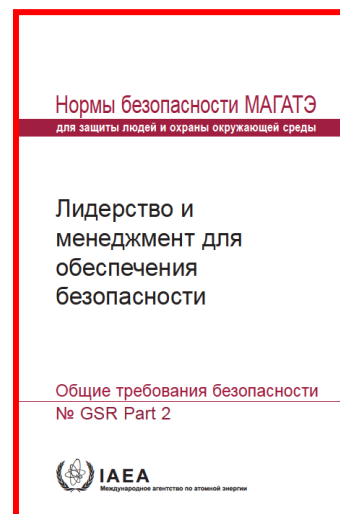 Нормы безопасности МАГАТЭ
для защиты людей и охраны окружающей среды
Лидерство и
менеджмент для
обеспечения
безопасности
Общие требования безопасности
№ GSR Part 2
IAEA
Международное агентство по атомной энергии